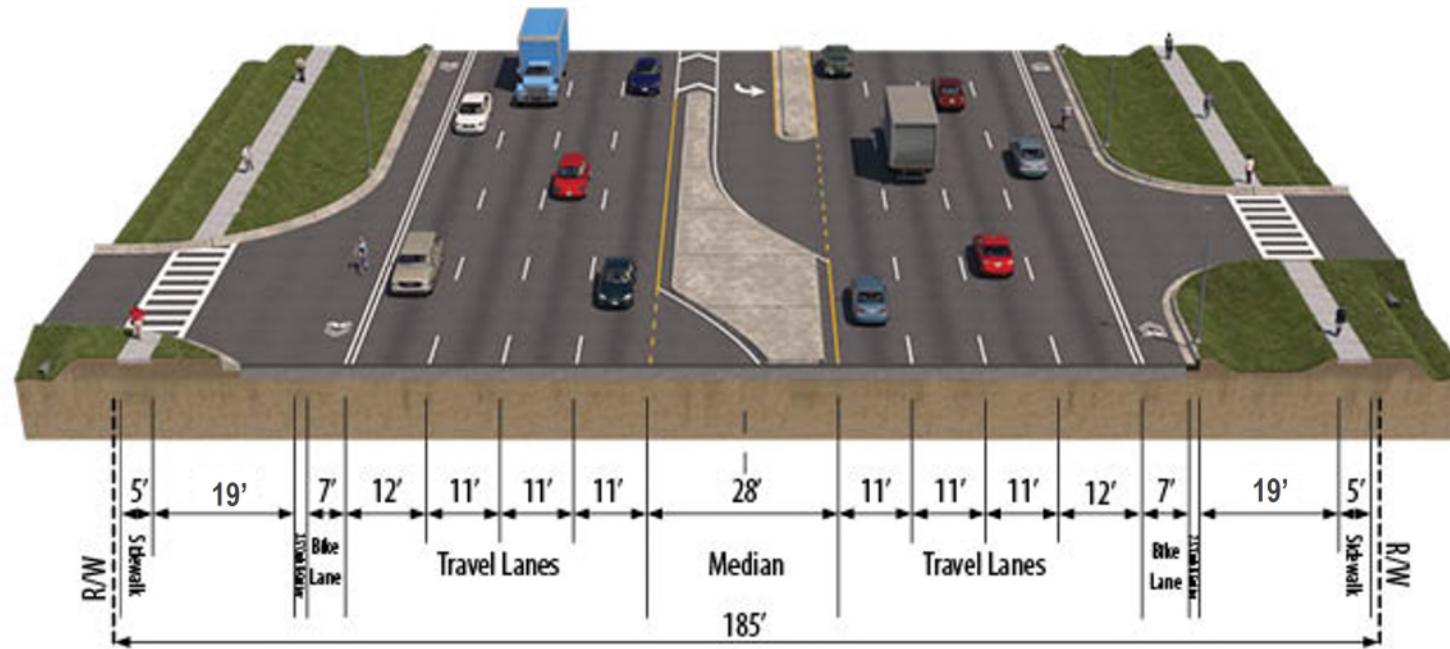 5’ 19’ 7’ 12’ 11’ 11’ 11’ 28’ 11’ 11’ 11’ 12’ 7’ 19’ 5’
R/W
Sidewalk
Bike
Lane
Travel Lanes
Median
Travel Lanes
Bike
Lane
Sidewalk
R/W
185’